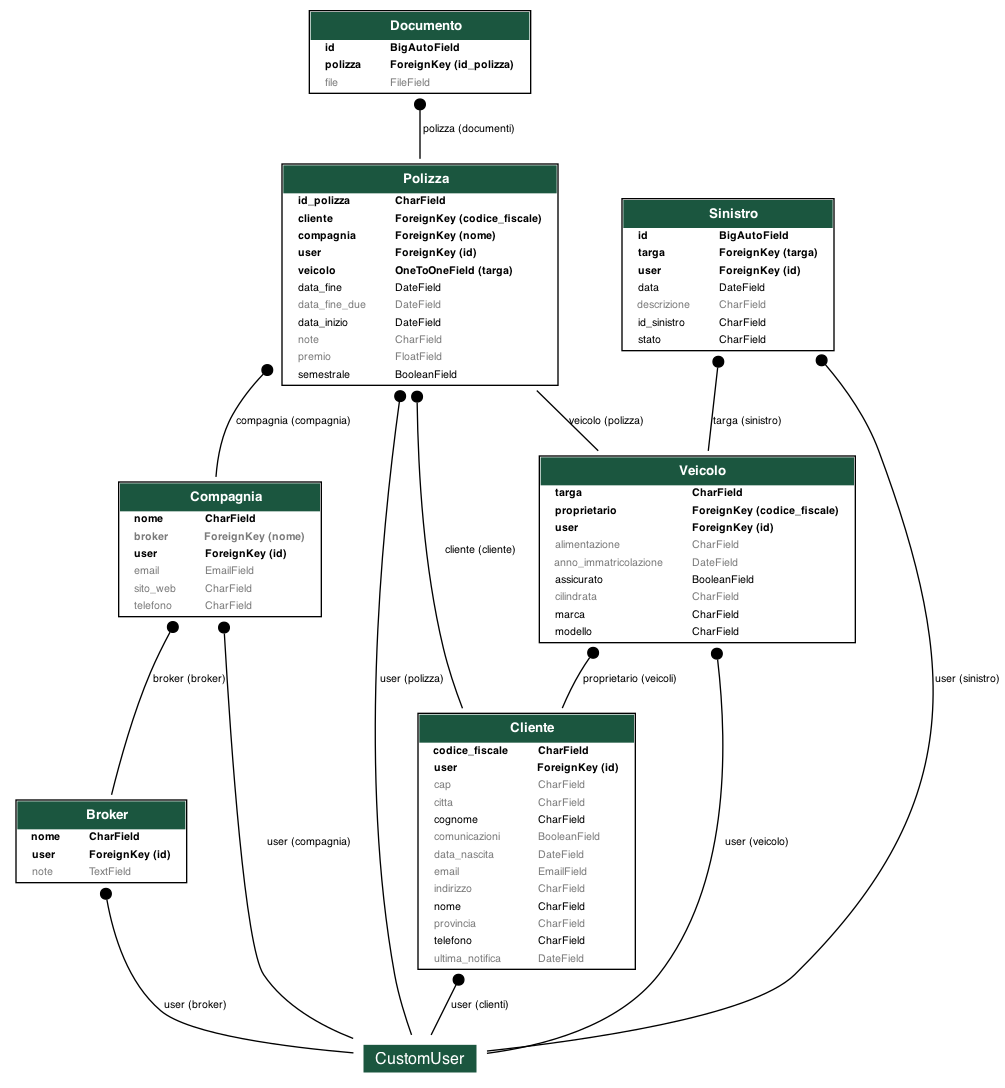 Documento
id BigAutoField
polizza ForeignKey (id_polizza)
file FileField
polizza (documenti)
Polizza
id_polizza CharField
cliente ForeignKey (codice_fiscale)
compagnia ForeignKey (nome)
user ForeignKey (id)
veicolo OneToOneField (targa)
data_fine DateField
data_fine_due DateField
data_inizio DateField
note CharField
premio FloatField
semestrale BooleanField
Sinistro
id BigAutoField
targa ForeignKey (targa)
user ForeignKey (id)
data DateField
descrizione CharField
id_sinistro CharField
stato CharField
compagnia (compagnia)
veicolo (polizza)
targa (sinistro)
Compagnia
nome CharField
broker ForeignKey (nome)
user ForeignKey (id)
email EmailField
sito_web CharField
telefono CharField
cliente (cliente)
Veicolo
targa CharField
proprietario ForeignKey (codice_fiscale)
user ForeignKey (id)
alimentazione CharField
anno_immatricolazione DateField
assicurato BooleanField
cilindrata CharField
marca CharField
modello CharField
broker (broker)
user (polizza)
proprietario (veicoli)
user (sinistro)
Cliente
codice_fiscale CharField
user ForeignKey (id)
cap CharField
citta CharField
cognome CharField
comunicazioni BooleanField
data_nascita DateField
email EmailField
indirizzo CharField
nome CharField
provincia CharField
telefono CharField
ultima_notifica DateField
Broker
nome CharField
user ForeignKey (id)
note TextField
user (compagnia)
user (veicolo)
user (broker)
user (clienti)
CustomUser